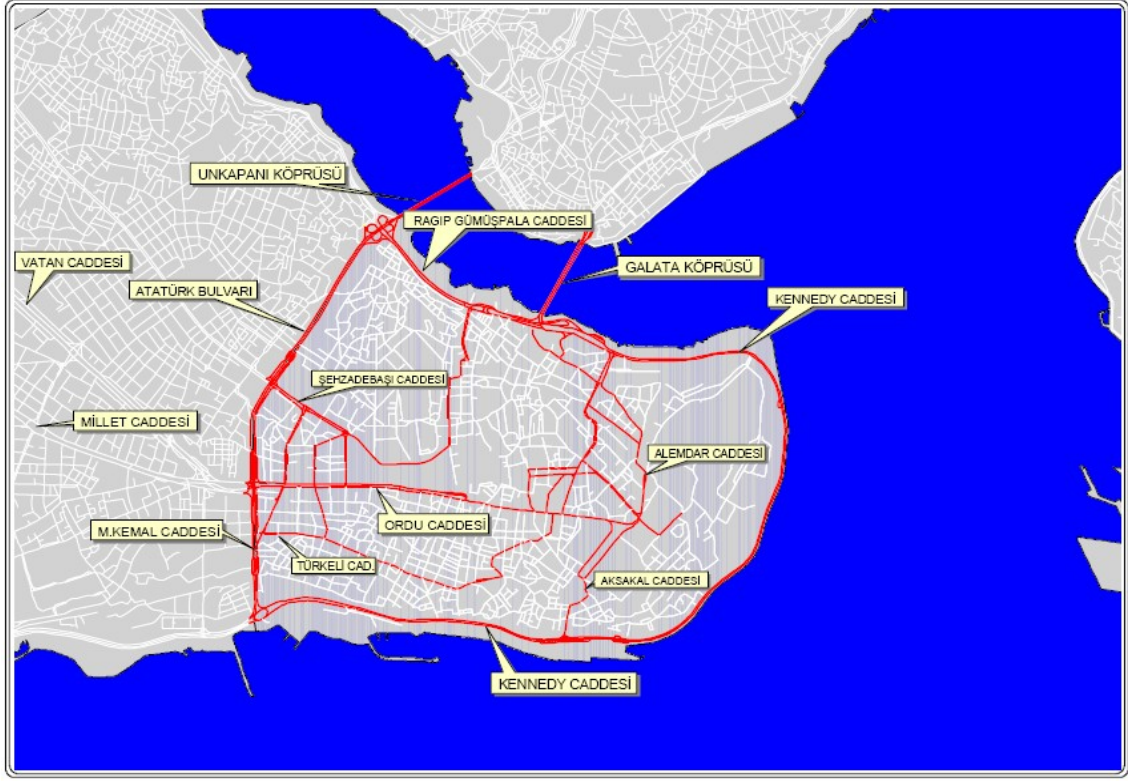 UNKAPANI KÖPRÜSÜ
RAGIP GÜMÜŞPALA CADDESİ
VATAN CADDESİ
GALATA KÖPRÜSÜ
ATATÜRK BULVARI
KENNEDY CADDESİ
ŞEHZADEBAŞI CADDESİ
MİLLET CADDESİ
ALEMDAR CADDESİ
ORDU CADDESİ
M.KEMAL CADDESİ
TÜRKELİ CAD.
AKSAKAL CADDESİ
KENNEDY CADDESİ